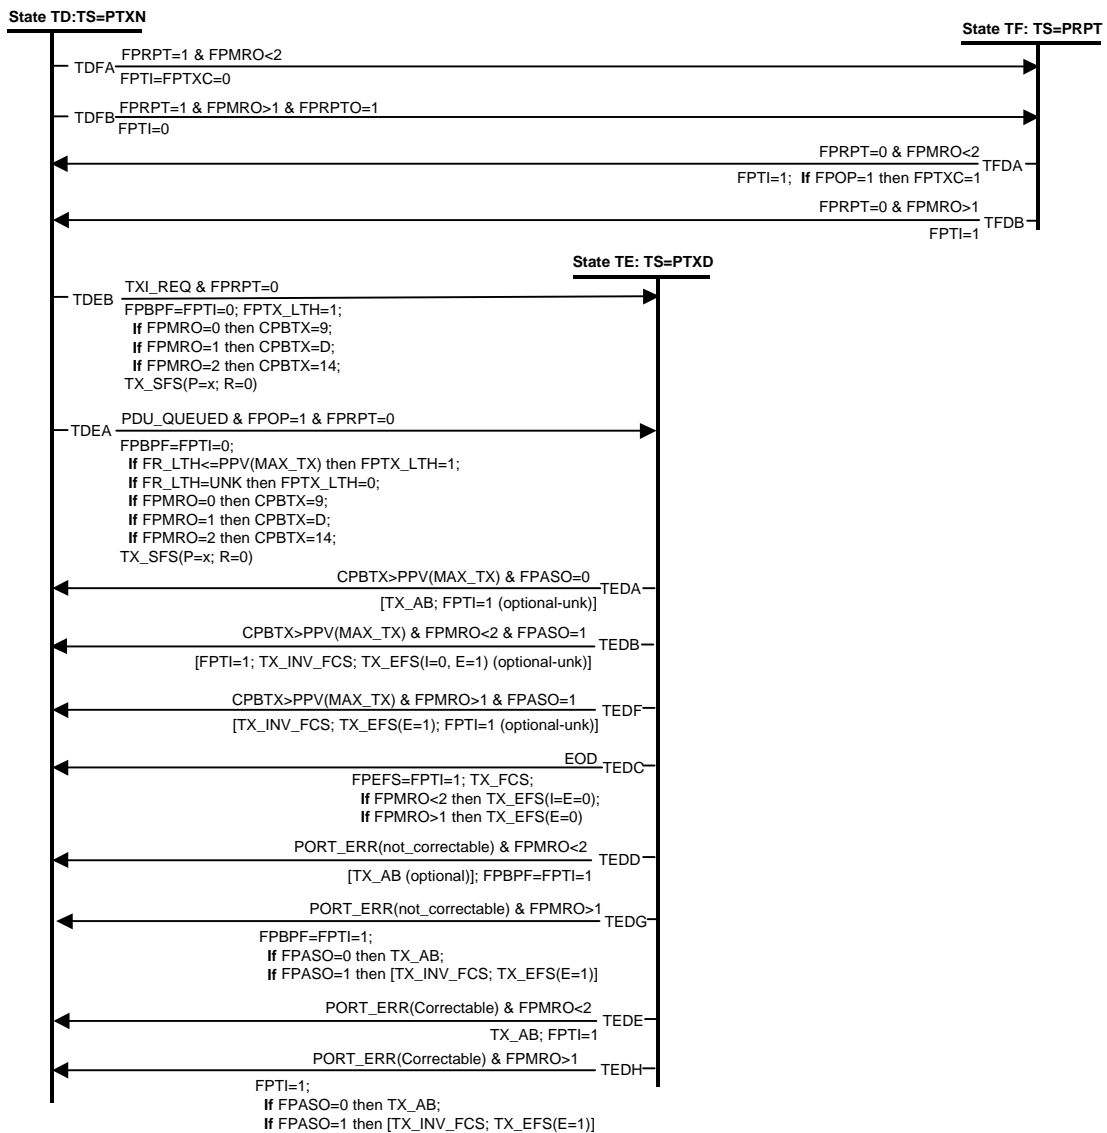 State TD:TS=PTXN
State TF: TS=PRPT
TDFA
FPRPT=1 & FPMRO<2
FPTI=FPTXC=0
TDFB
FPRPT=1 & FPMRO>1 & FPRPTO=1
FPTI=0
FPRPT=0 & FPMRO<2
TFDA
FPTI=1; If FPOP=1 then FPTXC=1
FPRPT=0 & FPMRO>1
TFDB
FPTI=1
State TE: TS=PTXD
TDEB
TXI_REQ & FPRPT=0
FPBPF=FPTI=0; FPTX_LTH=1;
If FPMRO=0 then CPBTX=9;
If FPMRO=1 then CPBTX=D;
If FPMRO=2 then CPBTX=14;
TX_SFS(P=x; R=0)
TDEA
PDU_QUEUED & FPOP=1 & FPRPT=0
FPBPF=FPTI=0;
If FR_LTH<=PPV(MAX_TX) then FPTX_LTH=1;
If FR_LTH=UNK then FPTX_LTH=0;
If FPMRO=0 then CPBTX=9;
If FPMRO=1 then CPBTX=D;
If FPMRO=2 then CPBTX=14;
TX_SFS(P=x; R=0)
CPBTX>PPV(MAX_TX) & FPASO=0
TEDA
[TX_AB; FPTI=1 (optional-unk)]
CPBTX>PPV(MAX_TX) & FPMRO<2 & FPASO=1
TEDB
[FPTI=1; TX_INV_FCS; TX_EFS(I=0, E=1) (optional-unk)]
CPBTX>PPV(MAX_TX) & FPMRO>1 & FPASO=1
TEDF
[TX_INV_FCS; TX_EFS(E=1); FPTI=1 (optional-unk)]
EOD
TEDC
FPEFS=FPTI=1; TX_FCS;
If FPMRO<2 then TX_EFS(I=E=0);
If FPMRO>1 then TX_EFS(E=0)
PORT_ERR(not_correctable) & FPMRO<2
TEDD
[TX_AB (optional)]; FPBPF=FPTI=1
PORT_ERR(not_correctable) & FPMRO>1
TEDG
FPBPF=FPTI=1;
If FPASO=0 then TX_AB;
If FPASO=1 then [TX_INV_FCS; TX_EFS(E=1)]
PORT_ERR(Correctable) & FPMRO<2
TEDE
TX_AB; FPTI=1
PORT_ERR(Correctable) & FPMRO>1
TEDH
FPTI=1;
If FPASO=0 then TX_AB;
If FPASO=1 then [TX_INV_FCS; TX_EFS(E=1)]